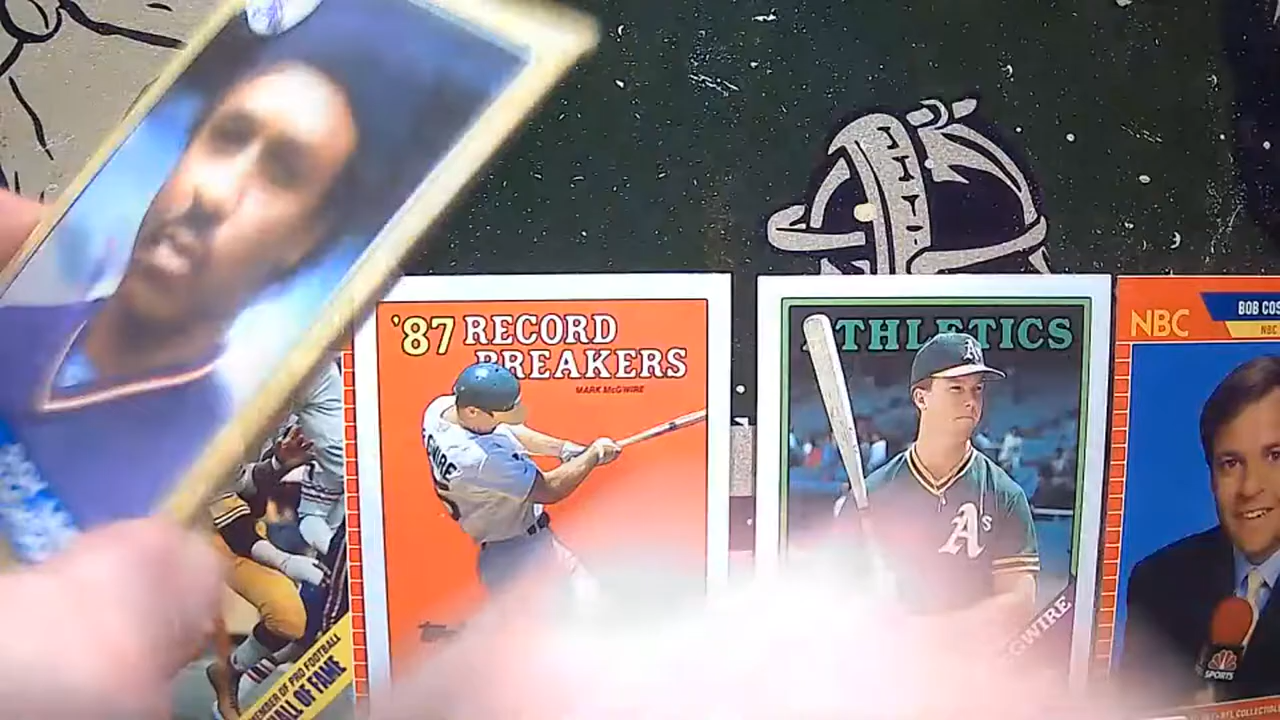 '87 RECORD
BREAKERS
MARK McGWIRE
GWIRE
ATHLETICS
A
A's
GWIRE
NBC
BOB COS
NBC
SPORTS
MEMBER OF PRO FOOTBALL
HALL OF FAME